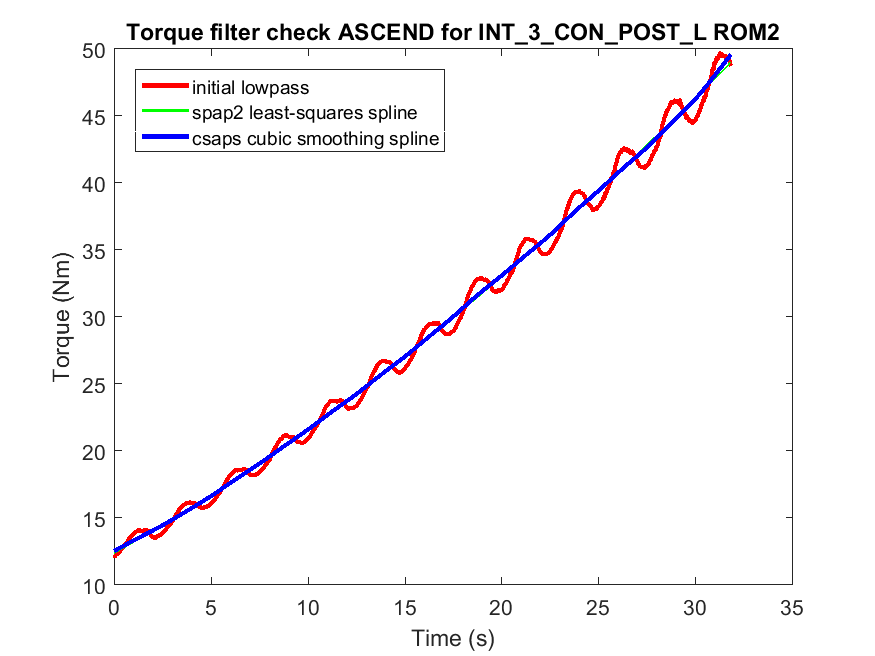 Torque filter check ASCEND for INT_3_CON_POST_L ROM2
50
45
40
35
30
25
20
15
10
initial lowpass
spap2 least-squares spline
csaps cubic smoothing spline
Torque (Nm)
0 5 10 15 20 25 30 35
Time (s)